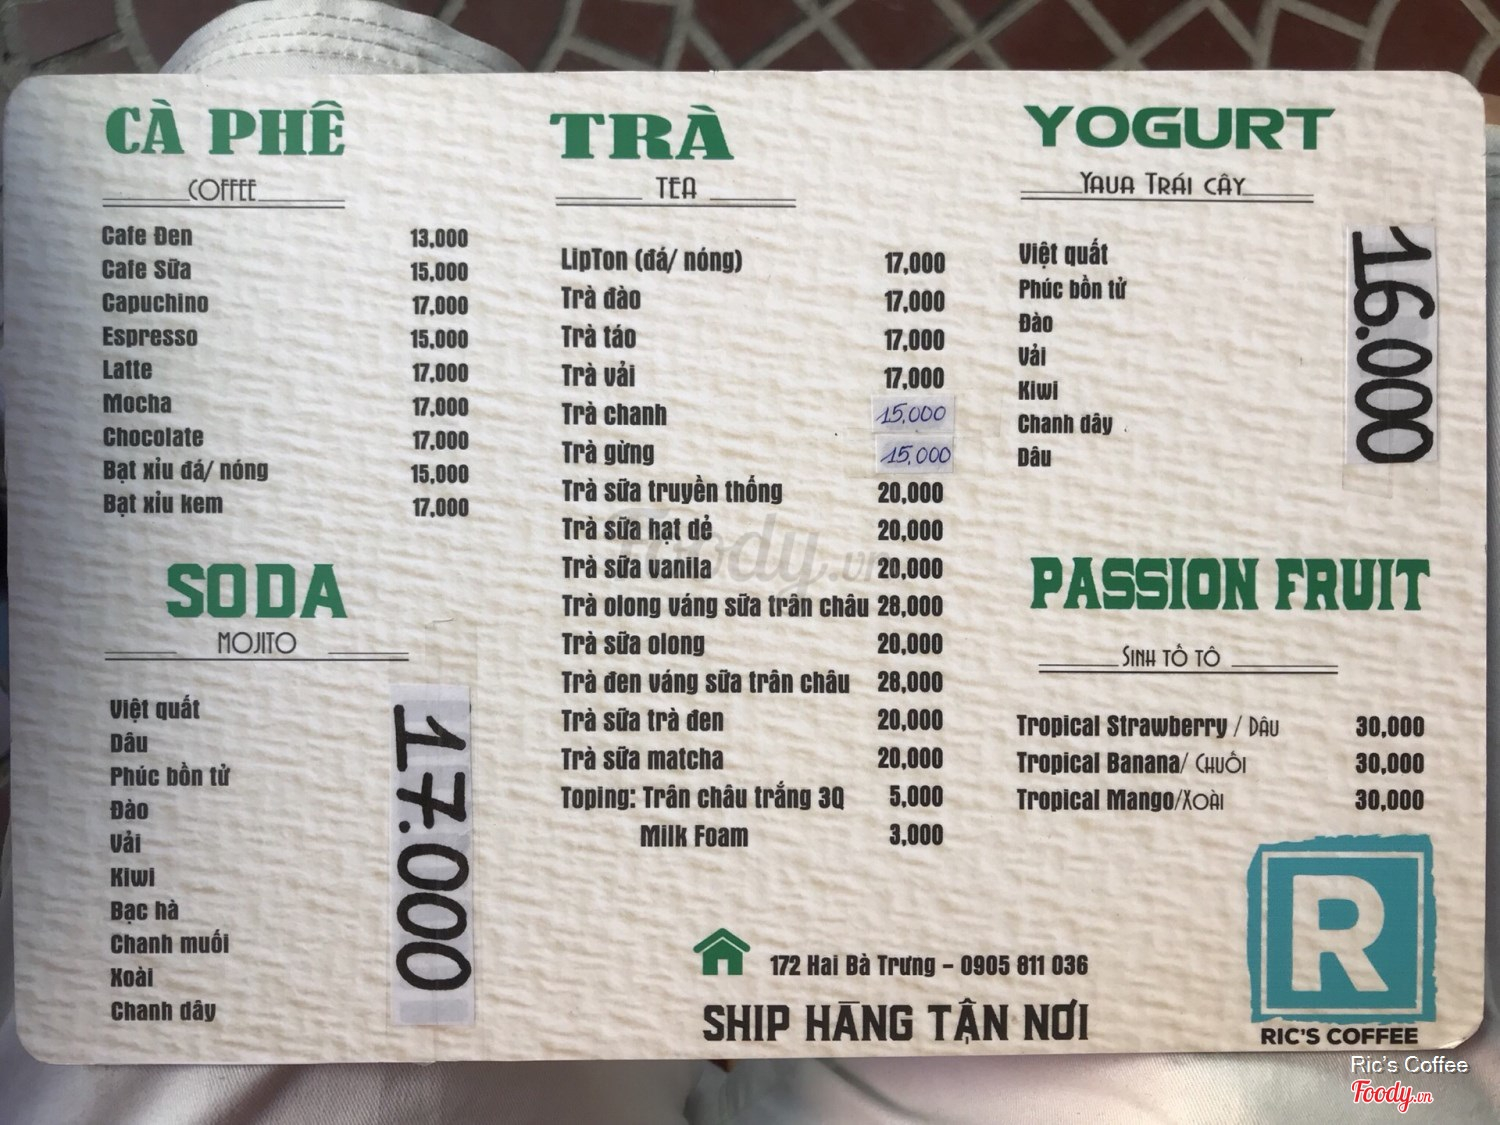 CÀ PHÊ
COFFEE
Cafe Đen 13,000
Cafe Sữa 15,000
Capuchino 17,000
Espresso 15,000
Latte 17,000
Mocha 17,000
Chocolate 17,000
Bạt xỉu đá/ nóng 15,000
Bạt xỉu kem 17,000
SODA
MOJITO
Việt quất
Dâu
Phúc bồn tử
Đào
Vải
Kiwi
Bạc hà
Chanh muối
Xoài
Chanh dây
17.000
TRÀ
TEA
LipTon (đá/ nóng) 17,000
Trà đào 17,000
Trà táo 17,000
Trà vải 17,000
Trà chanh 15,000
Trà gừng 15,000
Trà sữa truyền thống 20,000
Trà sữa hạt dẻ 20,000
Trà sữa vanila 20,000
Trà olong váng sữa trân châu 28,000
Trà sữa olong 20,000
Trà đen váng sữa trân châu 28,000
Trà sữa trà đen 20,000
Trà sữa matcha 20,000
Toping: Trân châu trắng 3Q 5,000
Milk Foam 3,000
Foody.vn
172 Hai Bà Trưng - 0905 811 036
SHIP HÀNG TẬN NƠI
YOGURT
YAUA TRÁI CÂY
Việt quất
Phúc bồn tử
Đào
Vải
Kiwi
Chanh dây
Dâu
16.000
PASSION FRUIT
SINH TỐ TÔ
Tropical Strawberry / DÂU 30,000
Tropical Banana/ CHUỐI 30,000
Tropical Mango/XOÀI 30,000
R
RIC'S COFFEE
Ric's Coffee
Foody.vn